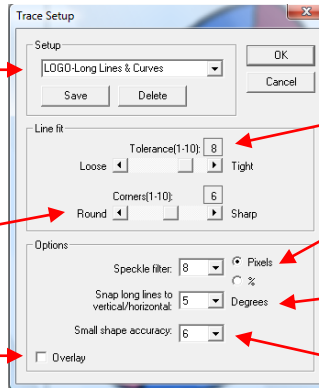 Trace Setup
x
Setup
LOGO-Long Lines & Curves
Save Delete
OK
Cancel
Line fit
Tolerance(1-10): 8
Loose Tight
Corners(1-10): 6
Round Sharp
Options
Speckle filter: 8 Pixels
%
Snap long lines to
vertical/horizontal: 5 Degrees
Small shape accuracy: 6
Overlay